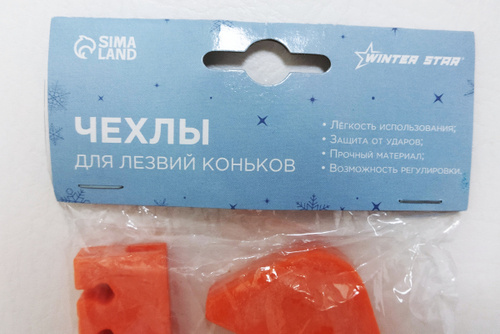 SIMA
LAND
WINTER STAR®
ЧЕХЛЫ
ДЛЯ ЛЕЗВИЙ КОНЬКОВ
• ЛЁГКОСТЬ ИСПОЛЬЗОВАНИЯ;
• ЗАЩИТА ОТ УДАРОВ;
• ПРОЧНЫЙ МАТЕРИАЛ;
• ВОЗМОЖНОСТЬ РЕГУЛИРОВКИ.